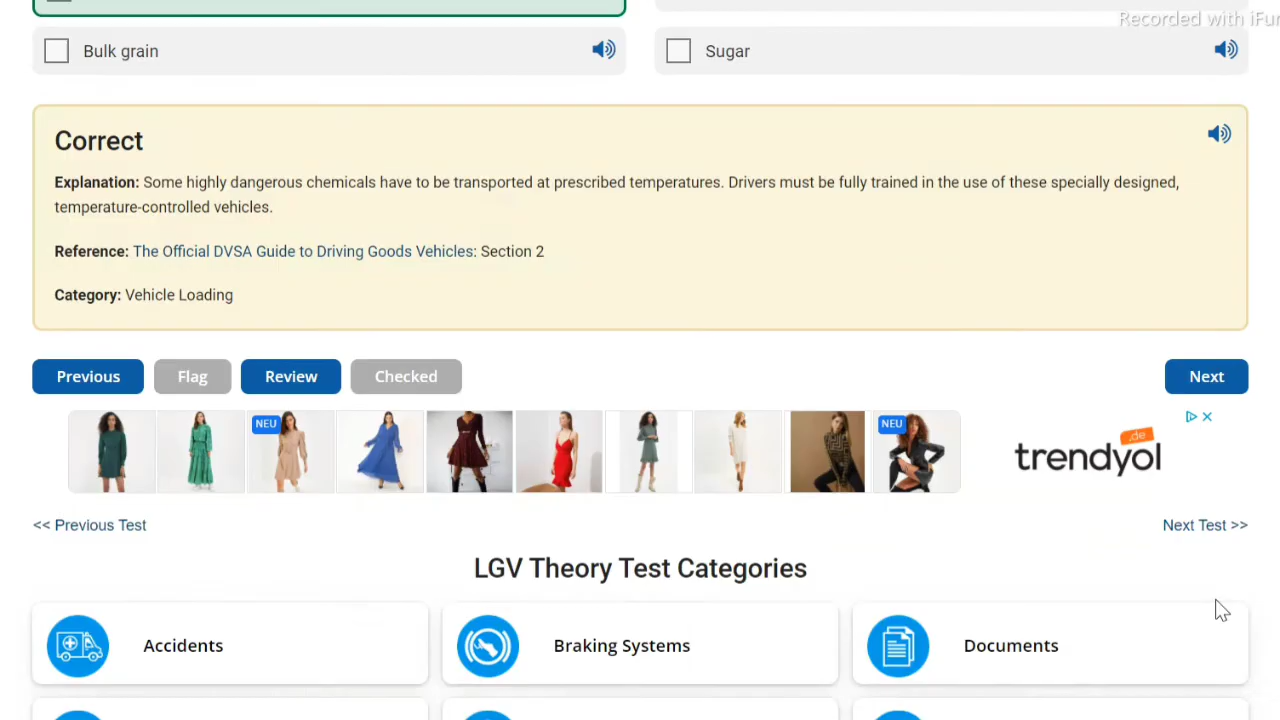 Recorded with iFun
Bulk grain
Sugar
Correct
Explanation: Some highly dangerous chemicals have to be transported at prescribed temperatures. Drivers must be fully trained in the use of these specially designed,
temperature-controlled vehicles.
Reference: The Official DVSA Guide to Driving Goods Vehicles: Section 2
Category: Vehicle Loading
Previous
Flag
Review
Checked
Next
NEU
NEU
.de
trendyol
<< Previous Test
Next Test >>
LGV Theory Test Categories
Accidents
Braking Systems
Documents